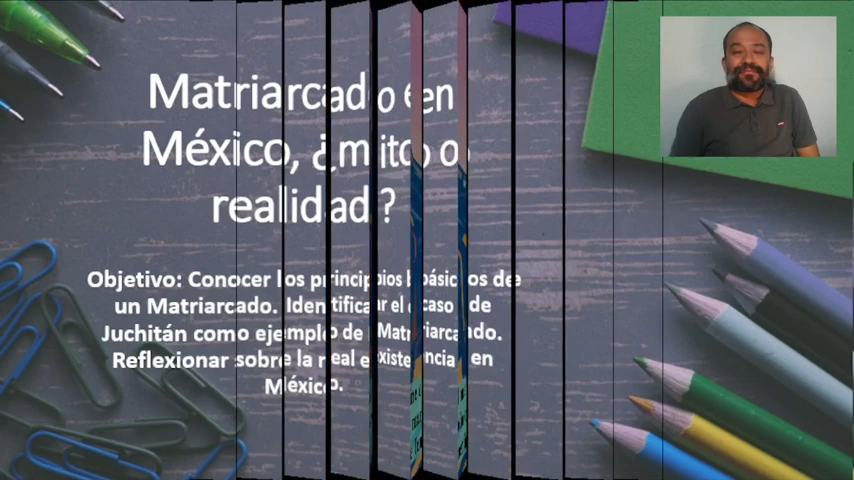 Matriarcado en
México, ¿mito o
realidad?
Objetivo: Conocer los principios básicos de
un Matriarcado. Identificar el caso de
Juchitán como ejemplo de Matriarcado.
Reflexionar sobre la real existencia en
México.